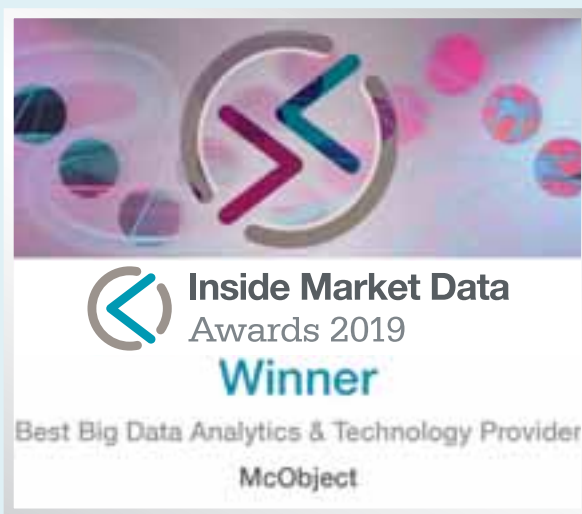 Inside Market Data
Awards 2019
Winner
Best Big Data Analytics & Technology Provider
McObject